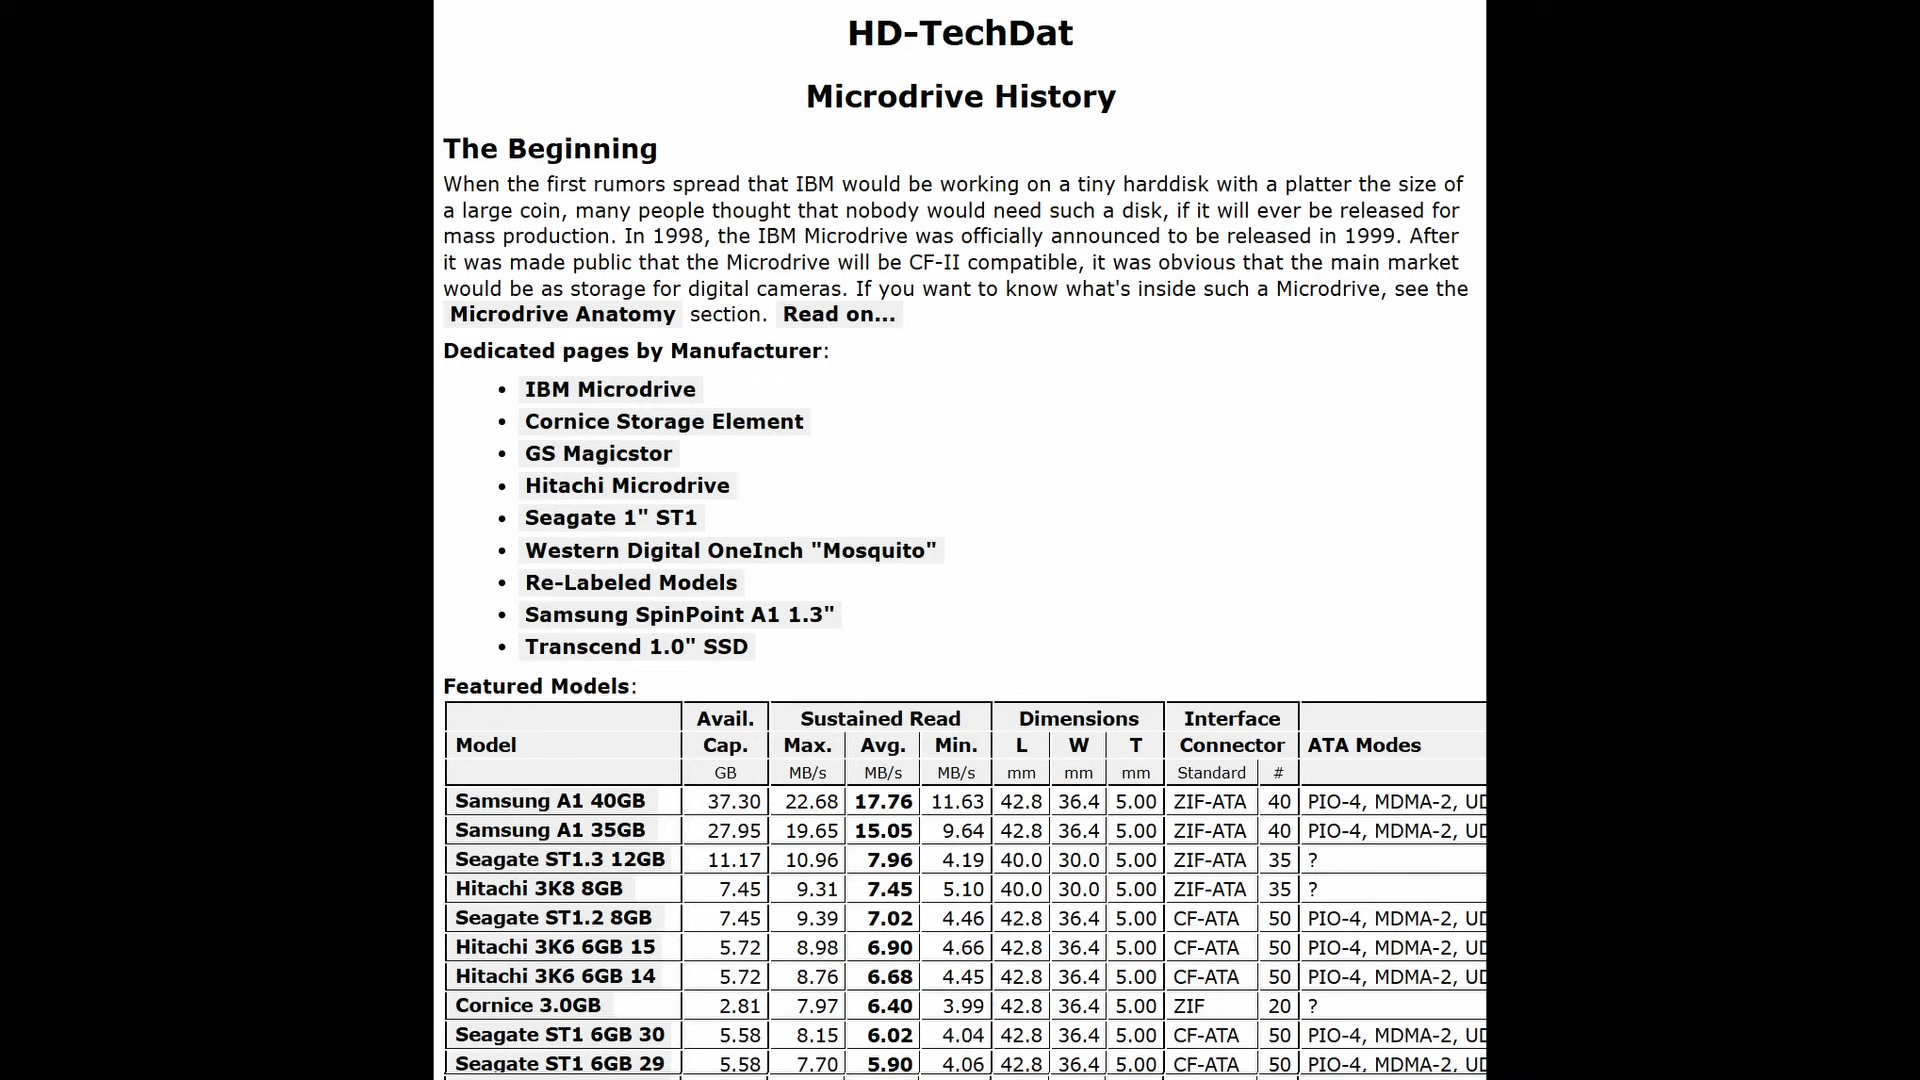 HD-TechDat
Microdrive History
The Beginning
When the first rumors spread that IBM would be working on a tiny harddisk with a platter the size of
a large coin, many people thought that nobody would need such a disk, if it will ever be released for
mass production. In 1998, the IBM Microdrive was officially announced to be released in 1999. After
it was made public that the Microdrive will be CF-II compatible, it was obvious that the main market
would be as storage for digital cameras. If you want to know what's inside such a Microdrive, see the
Microdrive Anatomy section. Read on...
Dedicated pages by Manufacturer:
• IBM Microdrive
• Cornice Storage Element
• GS Magicstor
• Hitachi Microdrive
• Seagate 1" ST1
• Western Digital OneInch "Mosquito"
• Re-Labeled Models
• Samsung SpinPoint A1 1.3"
• Transcend 1.0" SSD
Featured Models:
Avail. Sustained Read Dimensions Interface
Model Cap. Max. Avg. Min. L W T Connector ATA Modes
GB MB/s MB/s MB/s mm mm mm Standard #
Samsung A1 40GB 37.30 22.68 17.76 11.63 42.8 36.4 5.00 ZIF-ATA 40 PIO-4, MDMA-2, UD
Samsung A1 35GB 27.95 19.65 15.05 9.64 42.8 36.4 5.00 ZIF-ATA 40 PIO-4, MDMA-2, UD
Seagate ST1.3 12GB 11.17 10.96 7.96 4.19 40.0 30.0 5.00 ZIF-ATA 35 ?
Hitachi 3K8 8GB 7.45 9.31 7.45 5.10 40.0 30.0 5.00 ZIF-ATA 35 ?
Seagate ST1.2 8GB 7.45 9.39 7.02 4.46 42.8 36.4 5.00 CF-ATA 50 PIO-4, MDMA-2, UD
Hitachi 3K6 6GB 15 5.72 8.98 6.90 4.66 42.8 36.4 5.00 CF-ATA 50 PIO-4, MDMA-2, UD
Hitachi 3K6 6GB 14 5.72 8.76 6.68 4.45 42.8 36.4 5.00 CF-ATA 50 PIO-4, MDMA-2, UD
Cornice 3.0GB 2.81 7.97 6.40 3.99 42.8 36.4 5.00 ZIF 20 ?
Seagate ST1 6GB 30 5.58 8.15 6.02 4.04 42.8 36.4 5.00 CF-ATA 50 PIO-4, MDMA-2, UD
Seagate ST1 6GB 29 5.58 7.70 5.90 4.06 42.8 36.4 5.00 CF-ATA 50 PIO-4, MDMA-2, UD